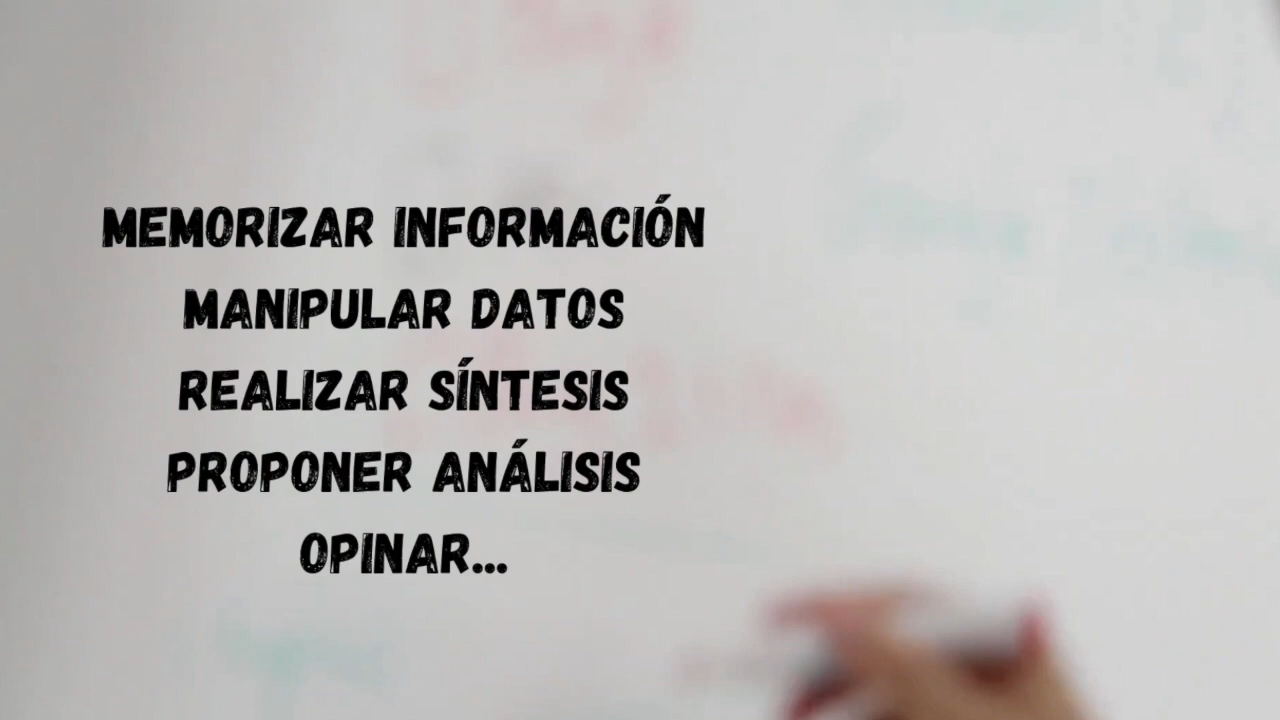 MEMORIZAR INFORMACIÓN
MANIPULAR DATOS
REALIZAR SÍNTESIS
PROPONER ANÁLISIS
OPINAR...